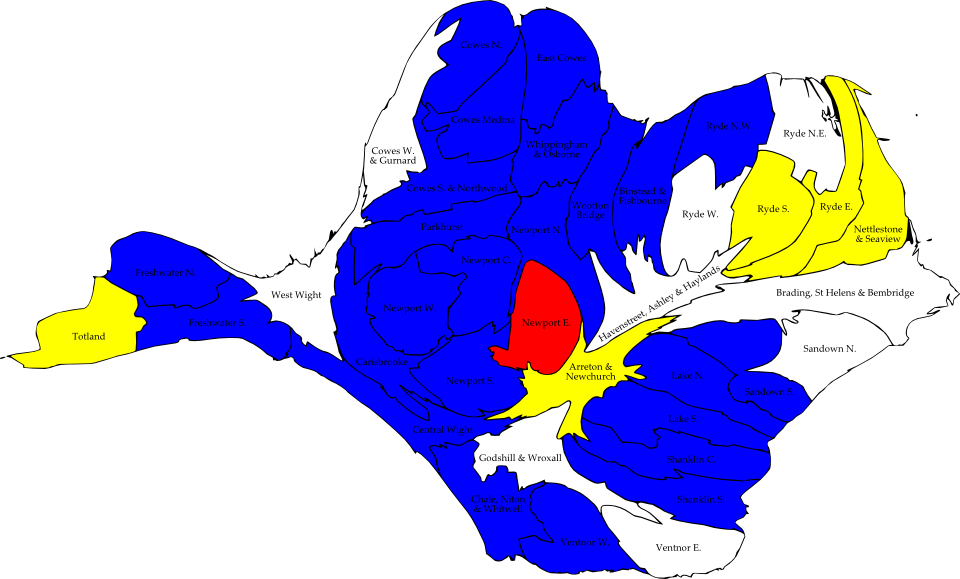 Cowes N.
East Cowes
Cowes Medina
Ryde N.W.
Ryde N.E.
Whippingham
& Osborne
Cowes W.
& Gurnard
Cowes S. & Northwood
Binstead &
Fishbourne
Wootton
Bridge
Ryde W.
Ryde S.
Ryde E.
Parkhurst
Newport N.
Nettlestone
& Seaview
Newport C.
Freshwater N.
West Wight
Havenstreet, Ashey & Haylands
Brading, St Helens & Bembridge
Newport W.
Totland
Freshwater S.
Newport E.
Sandown N.
Carisbrooke
Arreton &
Newchurch
Lake N.
Newport S.
Sandown S.
Lake S.
Central Wight
Godshill & Wroxall
Shanklin C.
Chale, Niton
& Whitwell
Shanklin S.
Ventnor W.
Ventnor E.